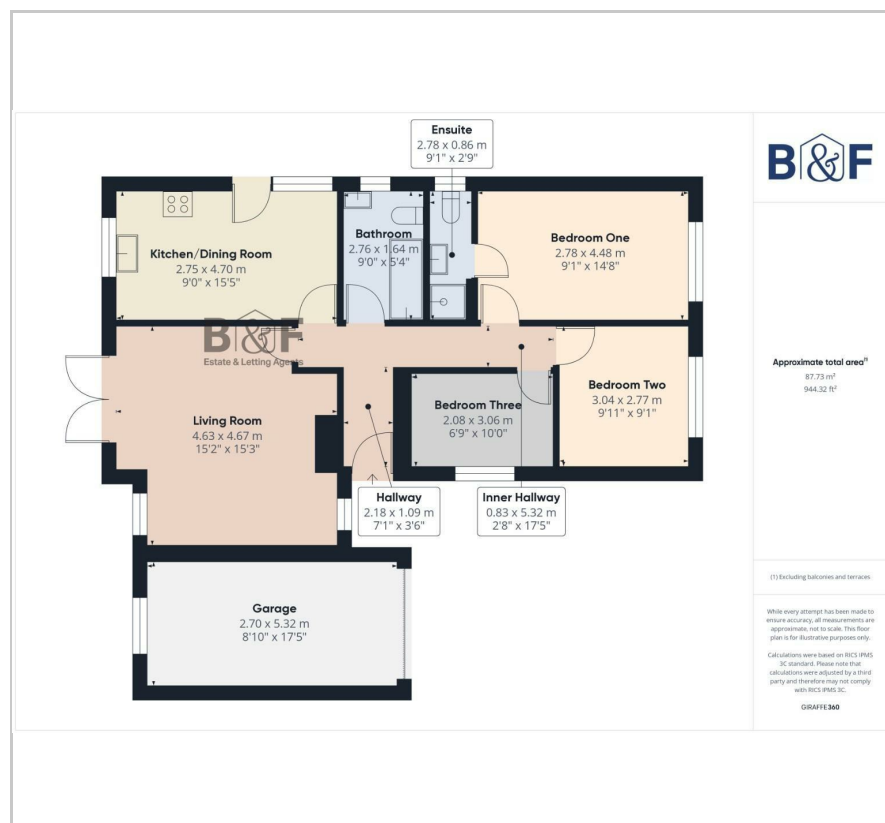 Ensuite
2.78 x 0.86 m
9'1" x 2'9"
B&F
Kitchen/Dining Room
2.75 x 4.70 m
9'0" x 15'5"
Bathroom
2.76 x 1.64 m
9'0" x 5'4"
Bedroom One
2.78 x 4.48 m
9'1" x 14'8"
B&F
Estate & Letting Agents
Living Room
4.63 x 4.67 m
15'2" x 15'3"
Bedroom Three
2.08 x 3.06 m
6'9" x 10'0"
Bedroom Two
3.04 x 2.77 m
9'11" x 9'1"
Hallway
2.18 x 1.09 m
7'1" x 3'6"
Inner Hallway
0.83 x 5.32 m
2'8" x 17'5"
Garage
2.70 x 5.32 m
8'10" x 17'5"
Approximate total area⁽¹⁾
87.73 m²
944.32 ft²
(1) Excluding balconies and terraces
While every attempt has been made to
ensure accuracy, all measurements are
approximate, not to scale. This floor
plan is for illustrative purposes only.
Calculations were based on RICS IPMS
3C standard. Please note that
calculations were adjusted by a third
party and therefore may not comply
with RICS IPMS 3C.
GIRAFFE360